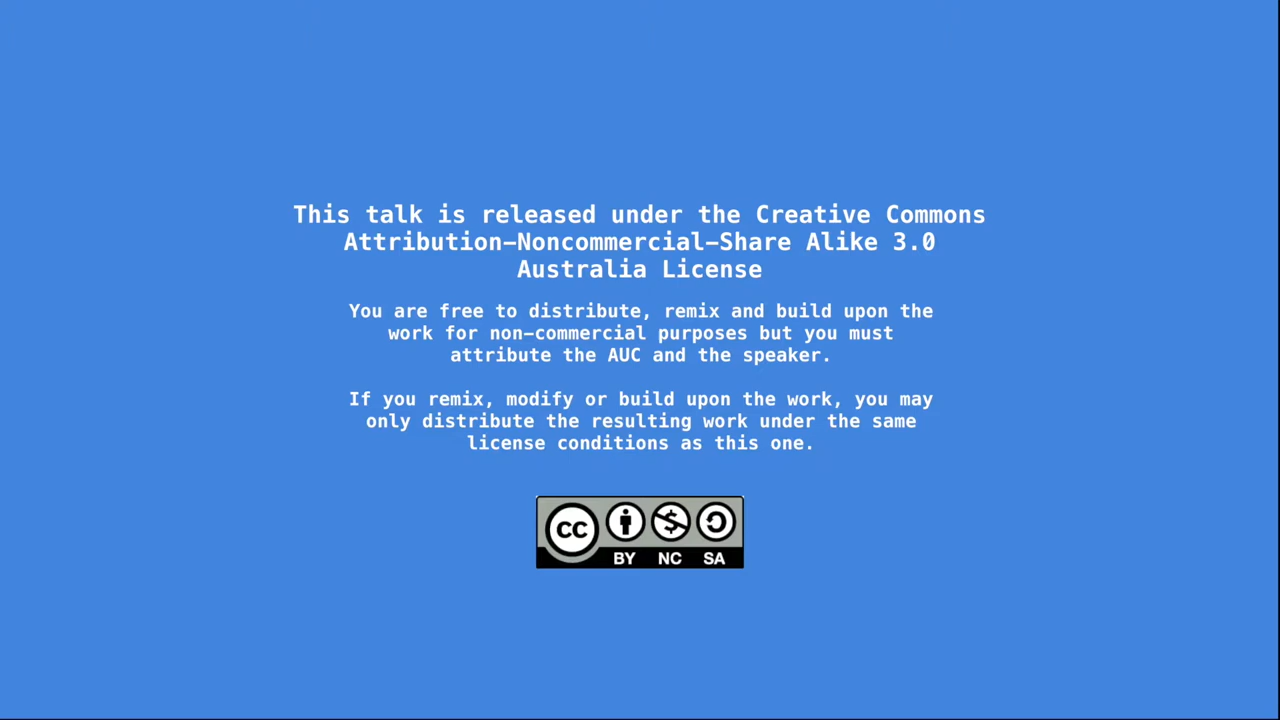 This talk is released under the Creative Commons
Attribution–Noncommercial–Share Alike 3.0
Australia License
You are free to distribute, remix and build upon the
work for non-commercial purposes but you must
attribute the AUC and the speaker.
If you remix, modify or build upon the work, you may
only distribute the resulting work under the same
license conditions as this one.
CC
BY NC SA